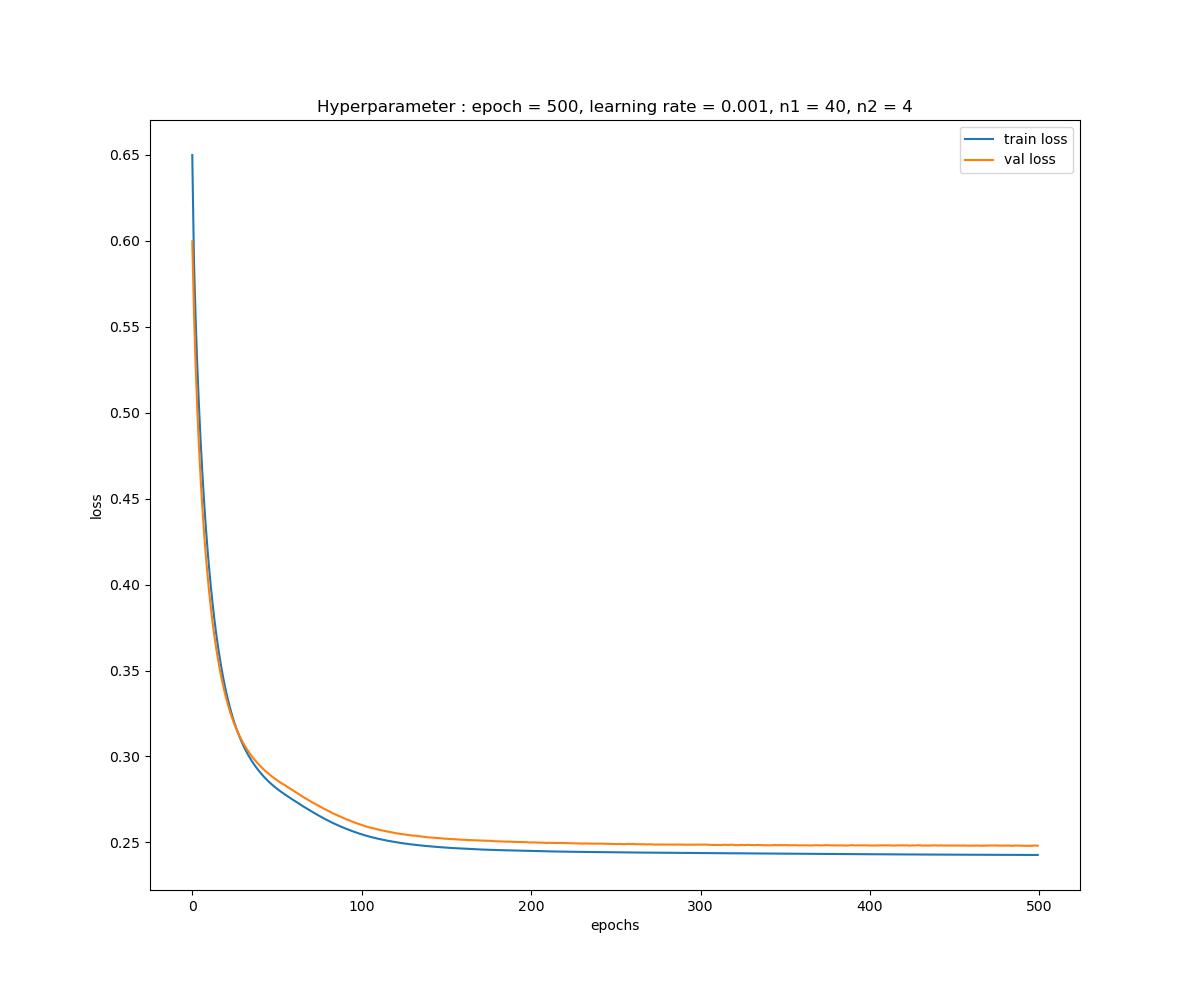 Hyperparameter : epoch = 500, learning rate = 0.001, n1 = 40, n2 = 4
train loss
val loss
0.65
0.60
0.55
0.50
0.45
0.40
0.35
0.30
0.25
loss
0 100 200 300 400 500
epochs